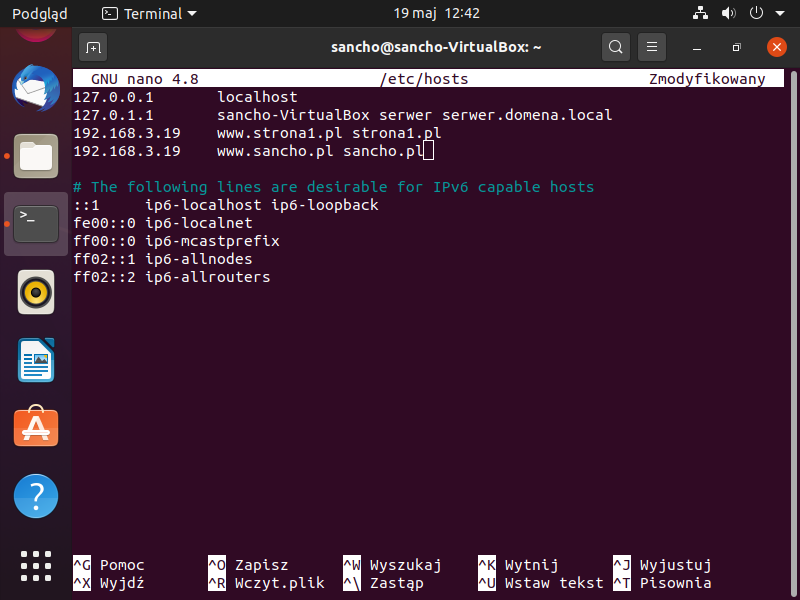 Podgląd Terminal 19 maj 12:42
sancho@sancho-VirtualBox: ~
GNU nano 4.8 /etc/hosts Zmodyfikowany
127.0.0.1 localhost
127.0.1.1 sancho-VirtualBox serwer serwer.domena.local
192.168.3.19 www.strona1.pl strona1.pl
192.168.3.19 www.sancho.pl sancho.pl
# The following lines are desirable for IPv6 capable hosts
::1 ip6-localhost ip6-loopback
fe00::0 ip6-localnet
ff00::0 ip6-mcastprefix
ff02::1 ip6-allnodes
ff02::2 ip6-allrouters
^G Pomoc ^O Zapisz ^W Wyszukaj ^K Wytnij ^J Wyjustuj
^X Wyjdź ^R Wczyt.plik ^\ Zastąp ^U Wstaw tekst ^T Pisownia